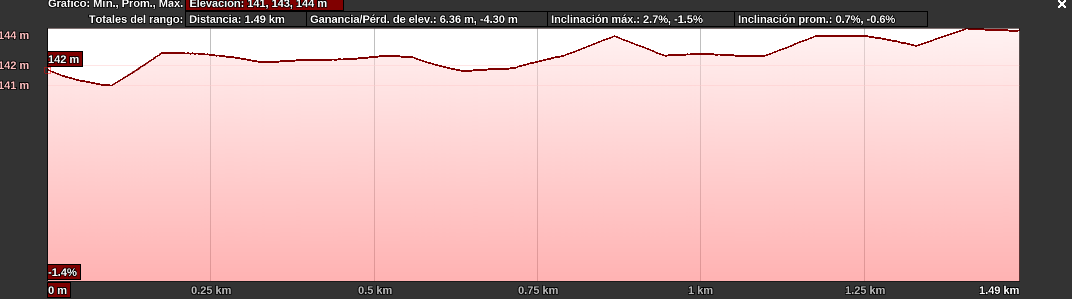 Gráfico: Mín., Prom., Máx. Elevación: 141, 143, 144 m
Totales del rango: Distancia: 1.49 km Ganancia/Pérd. de elev.: 6.36 m, -4.30 m Inclinación máx.: 2.7%, -1.5% Inclinación prom.: 0.7%, -0.6%
144 m
142 m
142 m
141 m
-1.4%
0 m 0.25 km 0.5 km 0.75 km 1 km 1.25 km 1.49 km